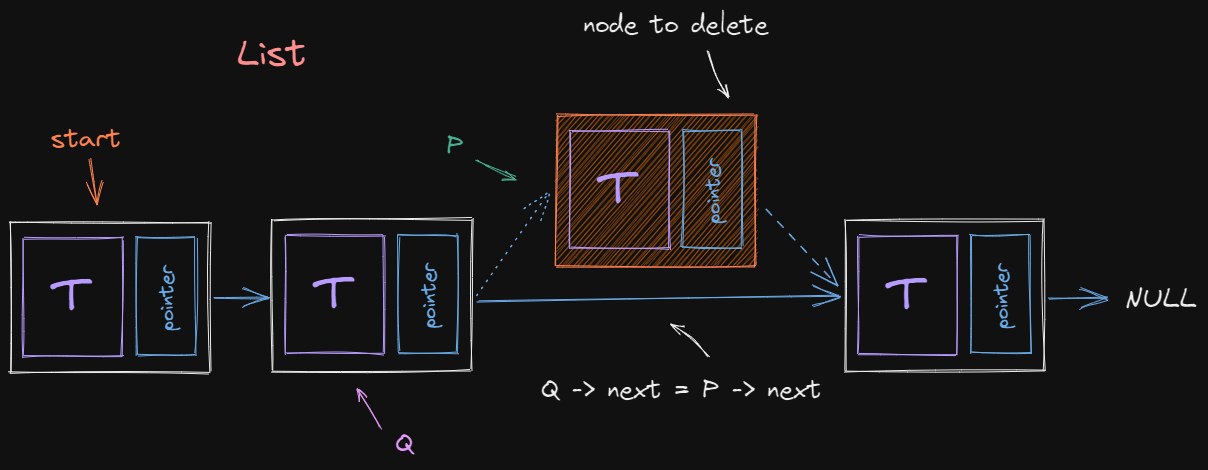 List
node to delete
start
P
T
pointer
T
pointer
T
pointer
T
pointer
NULL
Q -> next = P -> next
Q